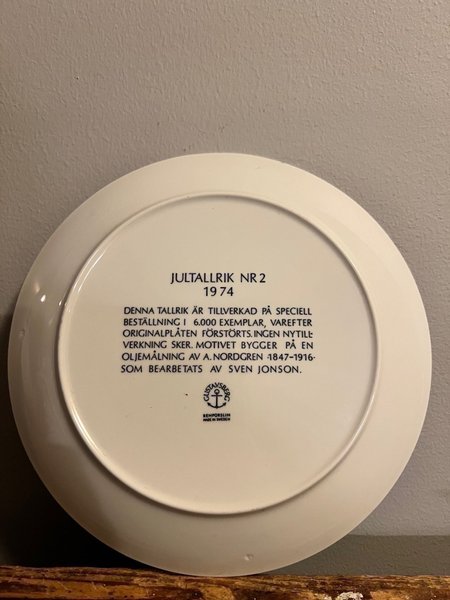 JULTALLRIK NR 2
1974
DENNA TALLRIK ÄR TILLVERKAD PÅ SPECIELL
BESTÄLLNING I 6.000 EXEMPLAR, VAREFTER
ORIGINALPLÅTEN FÖRSTÖRTS. INGEN NYTILL-
VERKNING SKER. MOTIVET BYGGER PÅ EN
OLJEMÅLNING AV A. NORDGREN 1847-1916
SOM BEARBETATS AV SVEN JONSON.
GUSTAVSBERG
BENPORSLIN
MADE IN SWEDEN